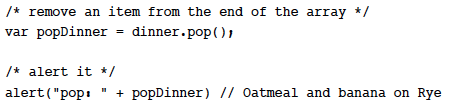 /* remove an item from the end of the array */
var popDinner = dinner.pop();
/* alert it */
alert("pop: " + popDinner) // Oatmeal and banana on Rye